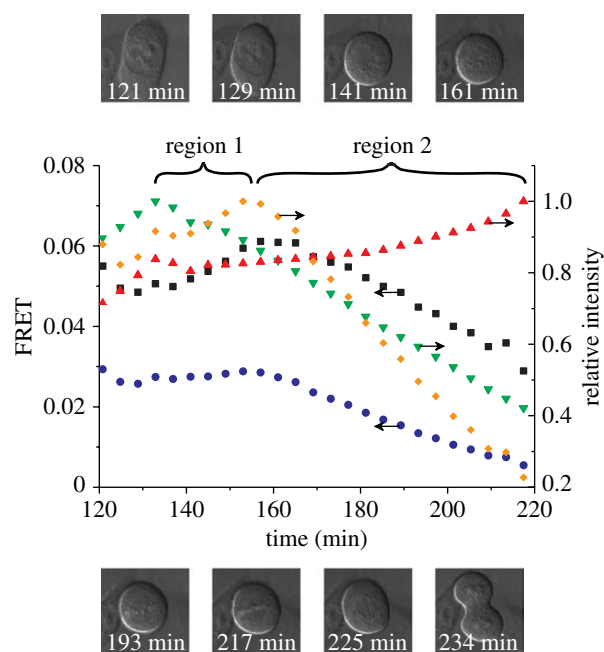 121 min 129 min 141 min 161 min
region 1 region 2
0.08 0.06 0.04 0.02 0
FRET
1.0 0.8 0.6 0.4 0.2
relative intensity
120 140 160 180 200 220
time (min)
193 min 217 min 225 min 234 min